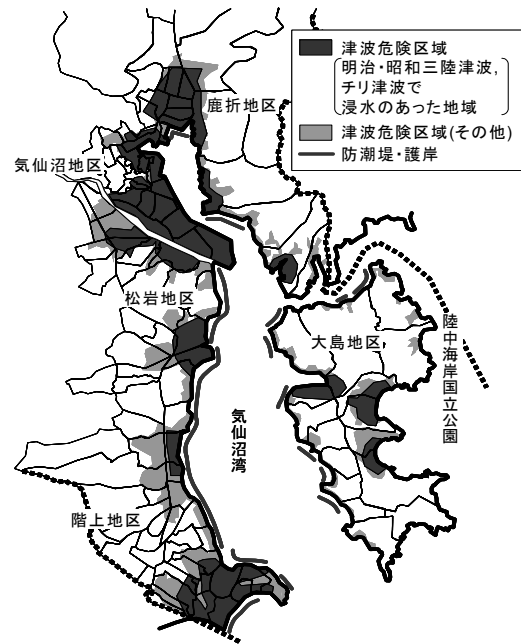 津波危険区域
明治・昭和三陸津波,
チリ津波で
浸水のあった地域
津波危険区域(その他)
防潮堤・護岸
鹿折地区
気仙沼地区
松岩地区
大島地区
陸中海岸国立公園
気仙沼湾
階上地区